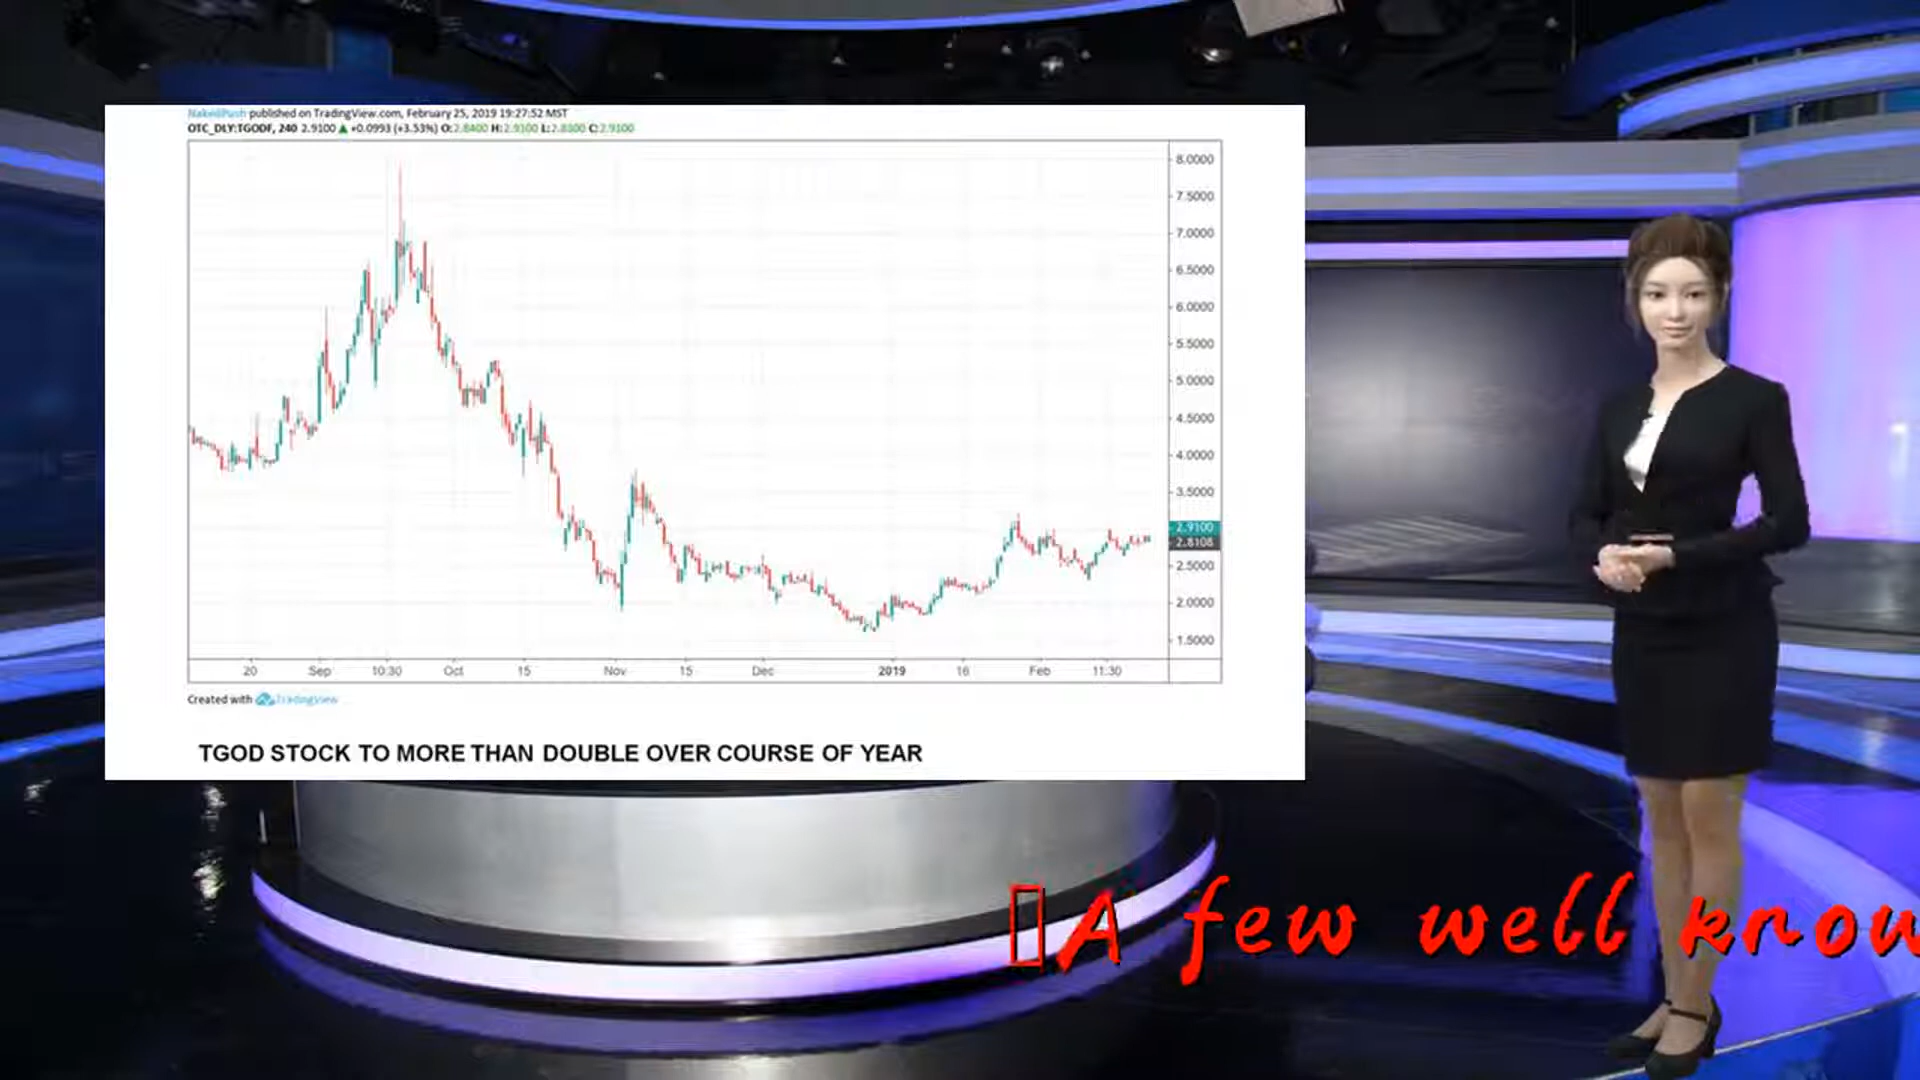 NakedPush published on TradingView.com, February 25, 2019 19:27:52 MST
OTC_DLY:TGODF, 240 2.9100 ▲ +0.0993 (+3.53%) O:2.8400 H:2.9100 L:2.8300 C:2.9100
8.0000
7.5000
7.0000
6.5000
6.0000
5.5000
5.0000
4.5000
4.0000
3.5000
2.9100
2.8108
2.5000
2.0000
1.5000
20 Sep 10:30 Oct 15 Nov 15 Dec 2019 16 Feb 11:30
Created with TradingView
TGOD STOCK TO MORE THAN DOUBLE OVER COURSE OF YEAR
A few well know